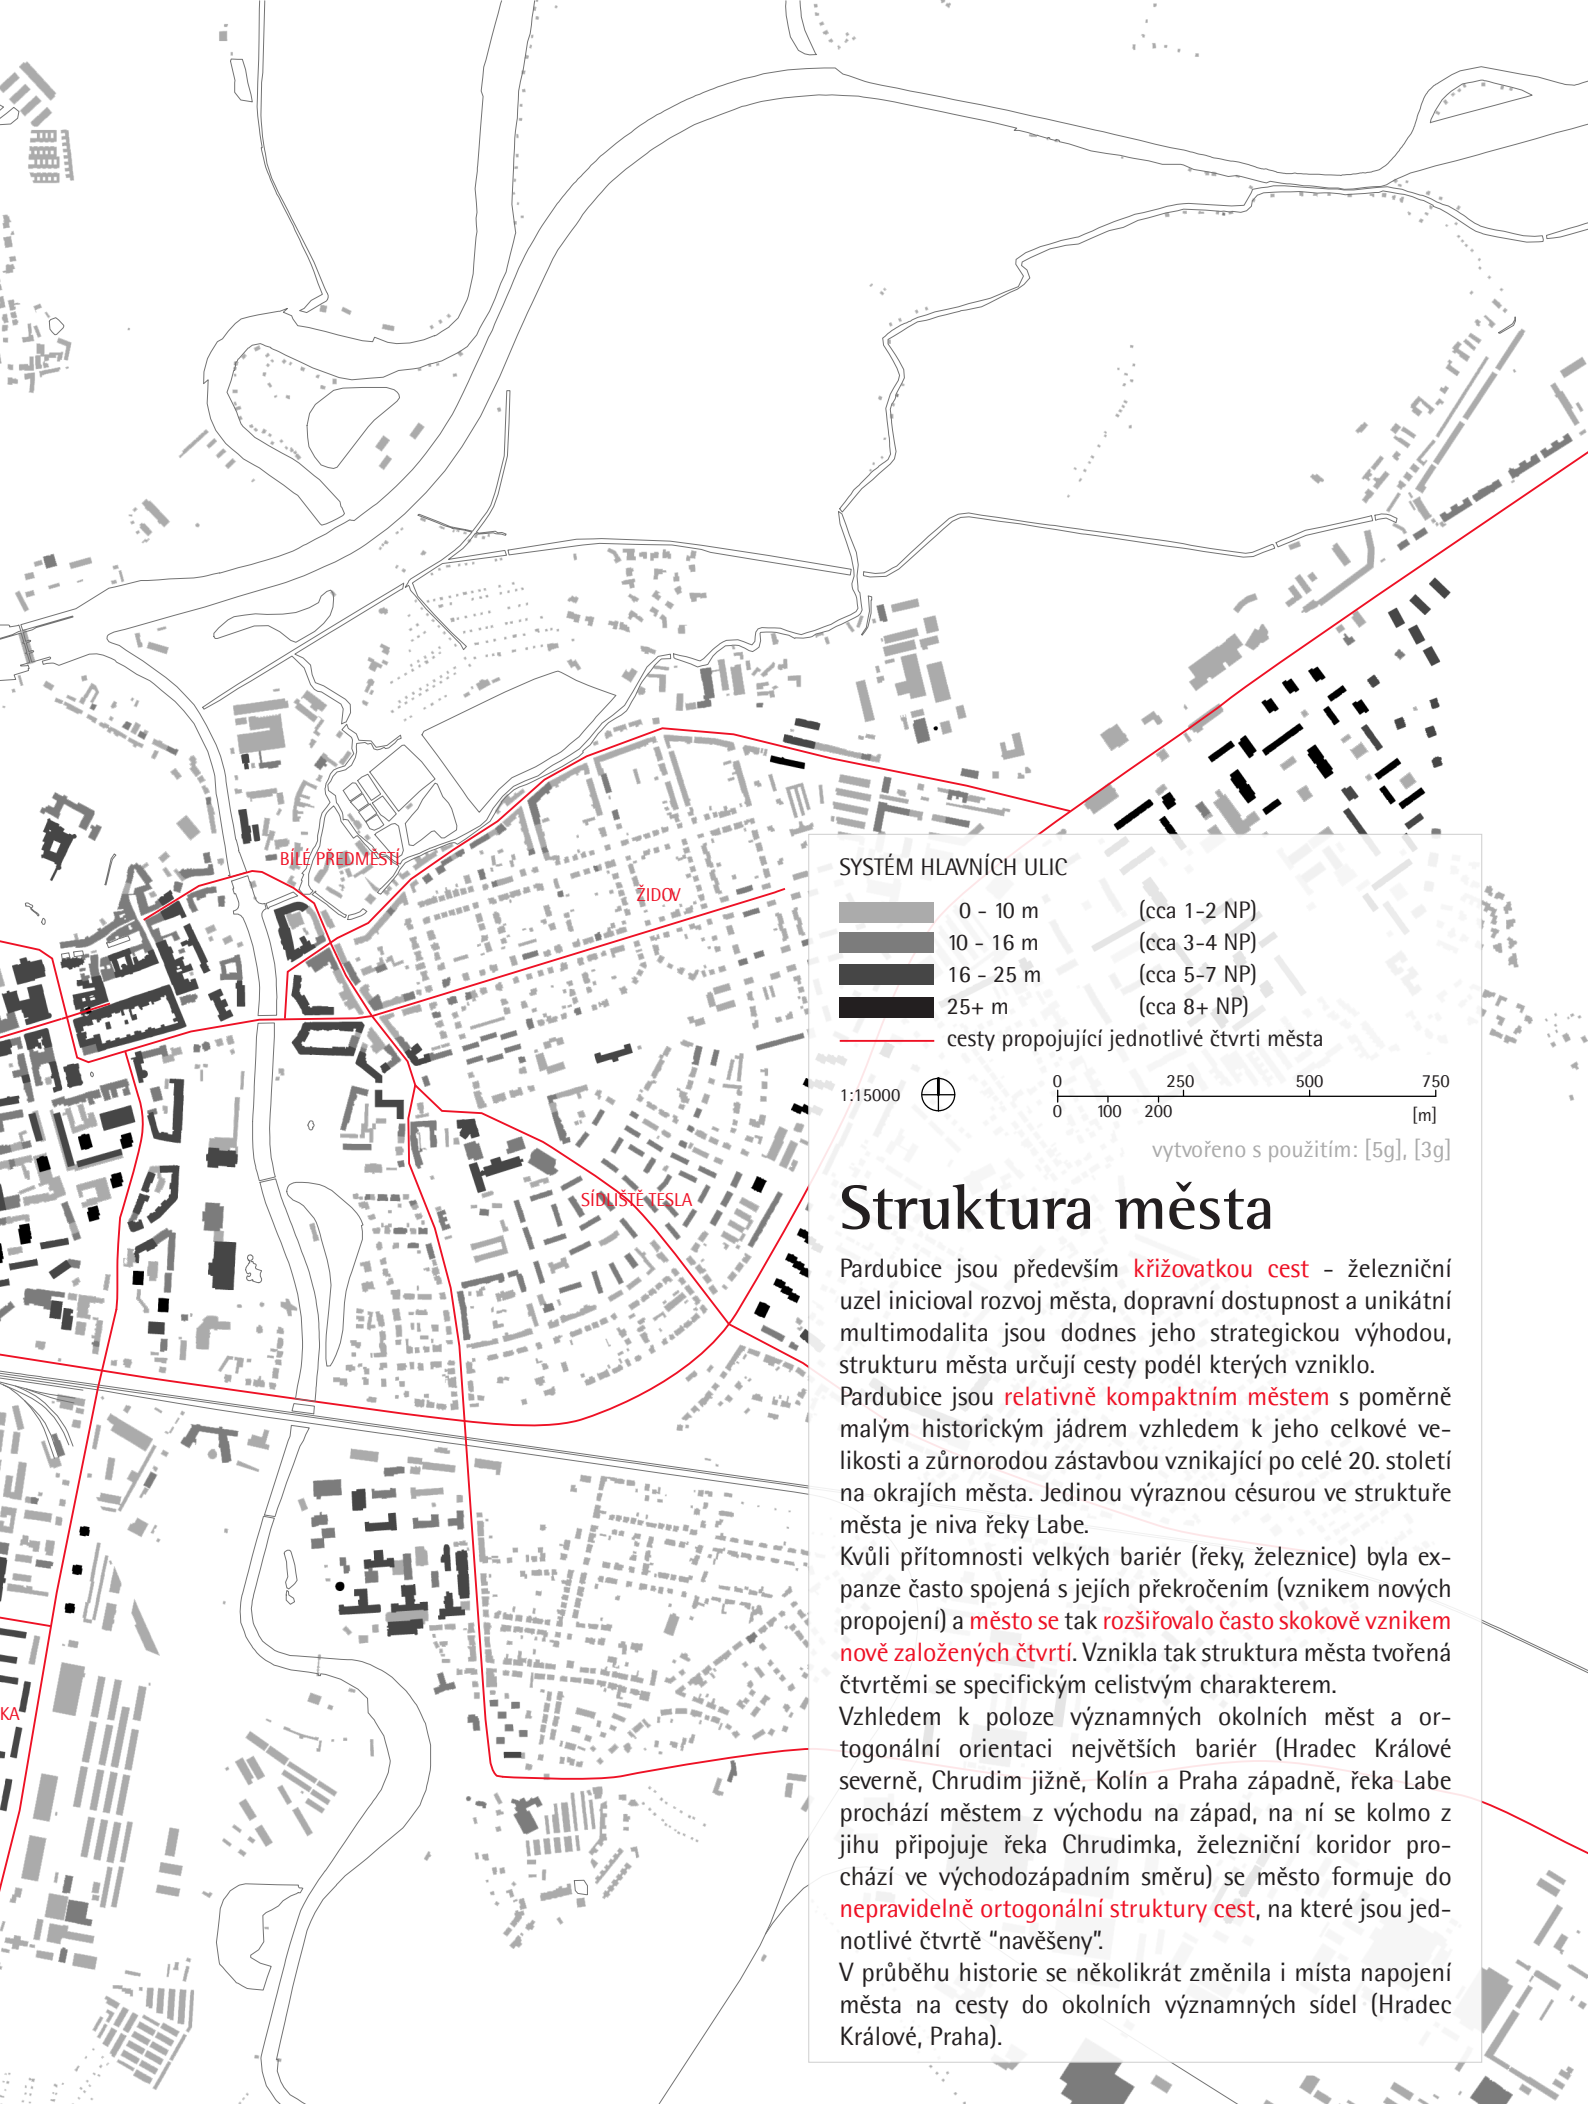 BÍLÉ PŘEDMĚSTÍ
ŽIDOV
SÍDLIŠTĚ TESLA
KA
SYSTÉM HLAVNÍCH ULIC
0 - 10 m (cca 1-2 NP)
10 - 16 m (cca 3-4 NP)
16 - 25 m (cca 5-7 NP)
25+ m (cca 8+ NP)
cesty propojující jednotlivé čtvrti města
1:15000
0 250 500 750
0 100 200 [m]
vytvořeno s použitím: [5g], [3g]
Struktura města
Pardubice jsou především křižovatkou cest - železniční
uzel inicioval rozvoj města, dopravní dostupnost a unikátní
multimodalita jsou dodnes jeho strategickou výhodou,
strukturu města určují cesty podél kterých vzniklo.
Pardubice jsou relativně kompaktním městem s poměrně
malým historickým jádrem vzhledem k jeho celkové ve-
likosti a zůrnorodou zástavbou vznikající po celé 20. století
na okrajích města. Jedinou výraznou césurou ve struktuře
města je niva řeky Labe.
Kvůli přítomnosti velkých bariér (řeky, železnice) byla ex-
panze často spojená s jejích překročením (vznikem nových
propojení) a město se tak rozšiřovalo často skokově vznikem
nově založených čtvrtí. Vznikla tak struktura města tvořená
čtvrtěmi se specifickým celistvým charakterem.
Vzhledem k poloze významných okolních měst a or-
togonální orientaci největších bariér (Hradec Králové
severně, Chrudim jižně, Kolín a Praha západně, řeka Labe
prochází městem z východu na západ, na ní se kolmo z
jihu připojuje řeka Chrudimka, železniční koridor pro-
chází ve východozápadním směru) se město formuje do
nepravidelně ortogonální struktury cest, na které jsou jed-
notlivé čtvrtě "navěšeny".
V průběhu historie se několikrát změnila i místa napojení
města na cesty do okolních významných sídel (Hradec
Králové, Praha).